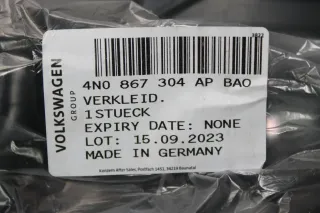 VOLKSWAGEN
GROUP
4N0 867 304 AP BAO
VERKLEID.
1STUECK
EXPIRY DATE: NONE
LOT: 15.09.2023
MADE IN GERMANY